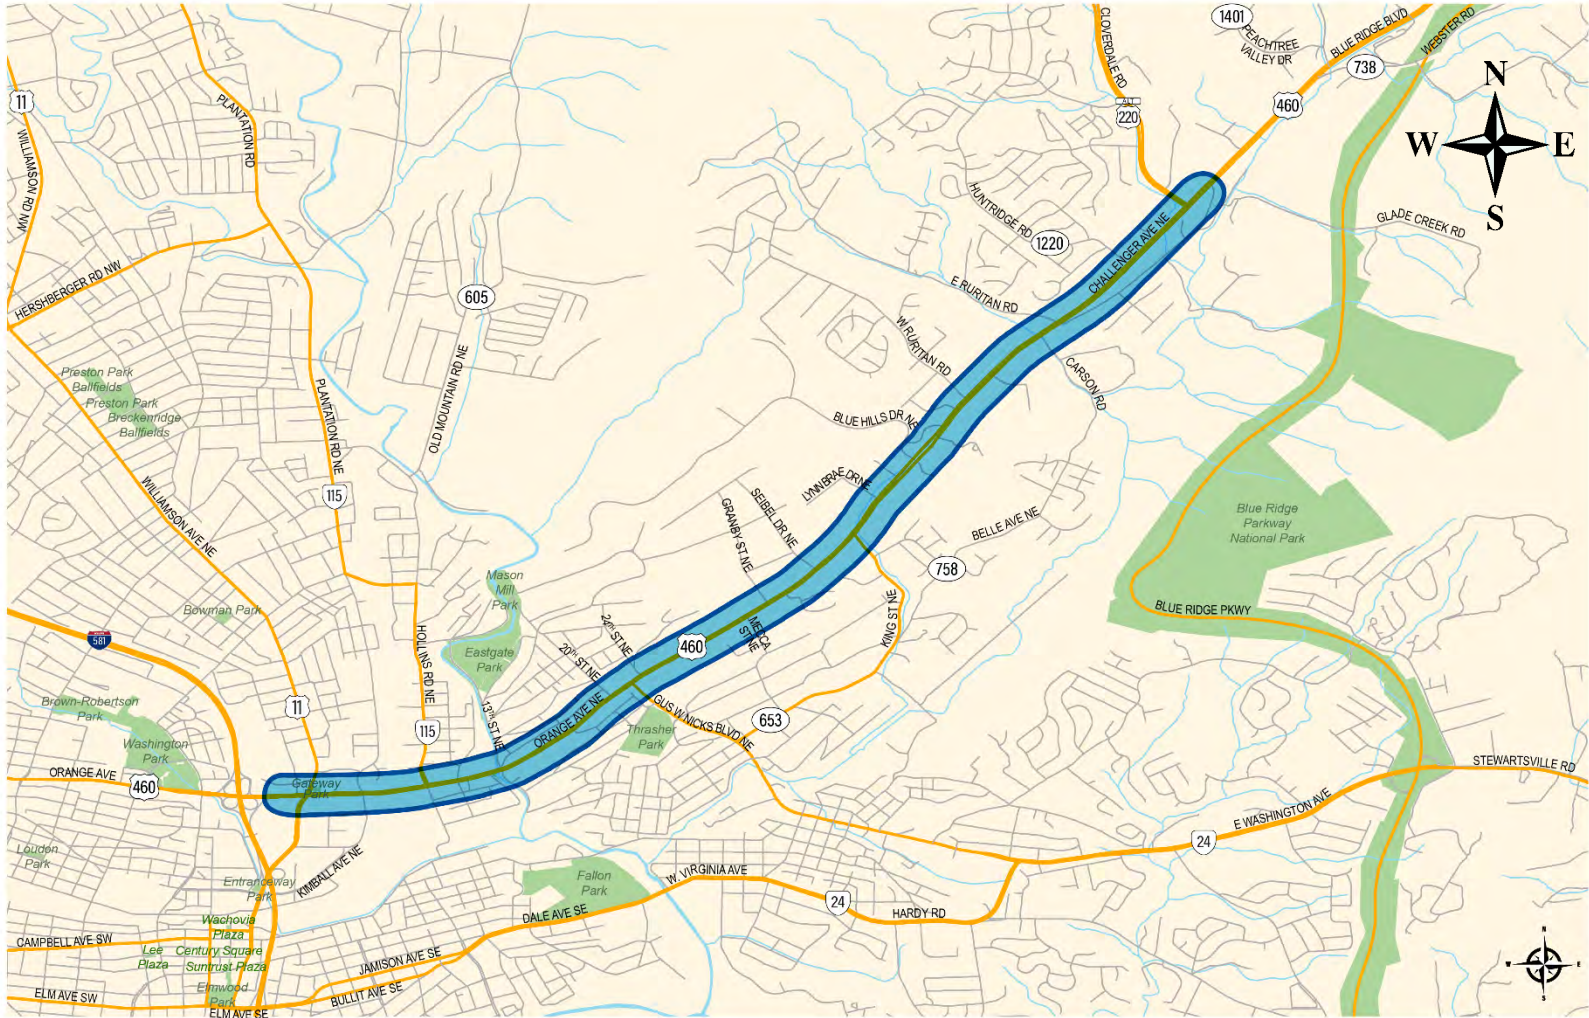 1401
PEACHTREE
VALLEY DR
BLUE RIDGE BLVD
WEBSTER RD
738
CLOVERDALE RD
ALT
220
460
N
W
E
S
11
PLANTATION RD
WILLIAMSON RD NW
HUNTRIDGE RD
1220
CHALLENGER AVE NE
GLADE CREEK RD
HERSHBERGER RD NW
605
E RURITAN RD
W RURITAN RD
OLD MOUNTAIN RD NE
CARSON RD
Preston Park
Ballfields
Preston Park
Breckenridge
Ballfields
PLANTATION RD NE
BLUE HILLS DR NE
115
LYNN BRAE DR NE
SEIBEL DR NE
GRANBY ST NE
WILLIAMSON AVE NE
BELLE AVE NE
Blue Ridge
Parkway
National Park
758
Mason
Mill
Park
Bowman Park
BLUE RIDGE PKWY
KING ST NE
581
HOLLINS RD NE
24TH ST NE
20TH ST NE
MECCA
ST NE
460
Eastgate
Park
Brown-Robertson
Park
11
13TH ST NE
ORANGE AVE NE
GUS W NICKS BLVD NE
653
115
Thrasher
Park
Washington
Park
ORANGE AVE
460
Gateway
Park
STEWARTSVILLE RD
E WASHINGTON AVE
24
Loudon
Park
KIMBALL AVE NE
Entranceway
Park
Fallon
Park
W. VIRGINIA AVE
24
HARDY RD
DALE AVE SE
Wachovia
Plaza
CAMPBELL AVE SW
Lee
Plaza
Century Square
Suntrust Plaza
JAMISON AVE SE
BULLIT AVE SE
Elmwood
Park
ELM AVE SW
ELM AVE SE
N
W
E
S